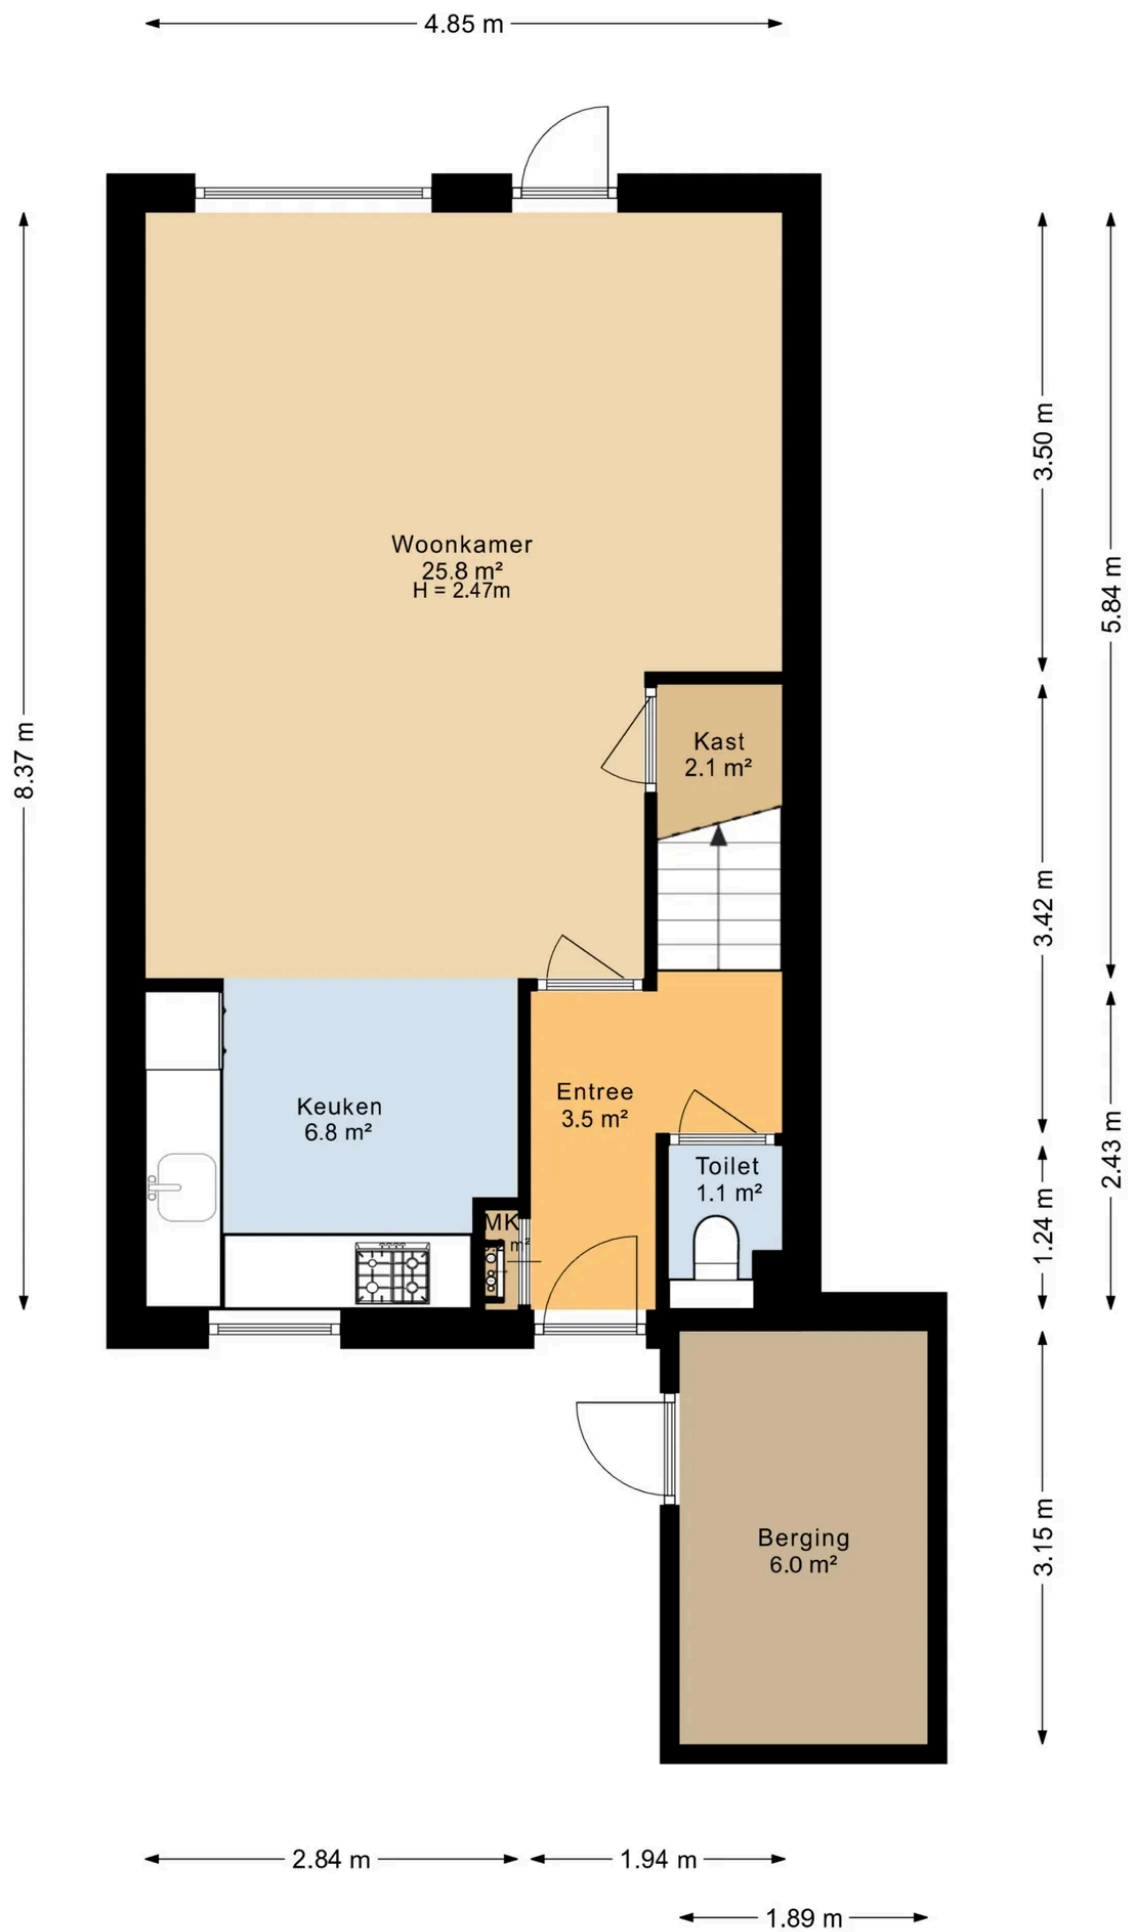 4.85 m
8.37 m
3.50 m
5.84 m
Woonkamer
25.8 m²
H = 2.47m
Kast
2.1 m²
3.42 m
Keuken
6.8 m²
Entree
3.5 m²
Toilet
1.1 m²
2.43 m
1.24 m
MK
m²
Berging
6.0 m²
3.15 m
2.84 m
1.94 m
1.89 m